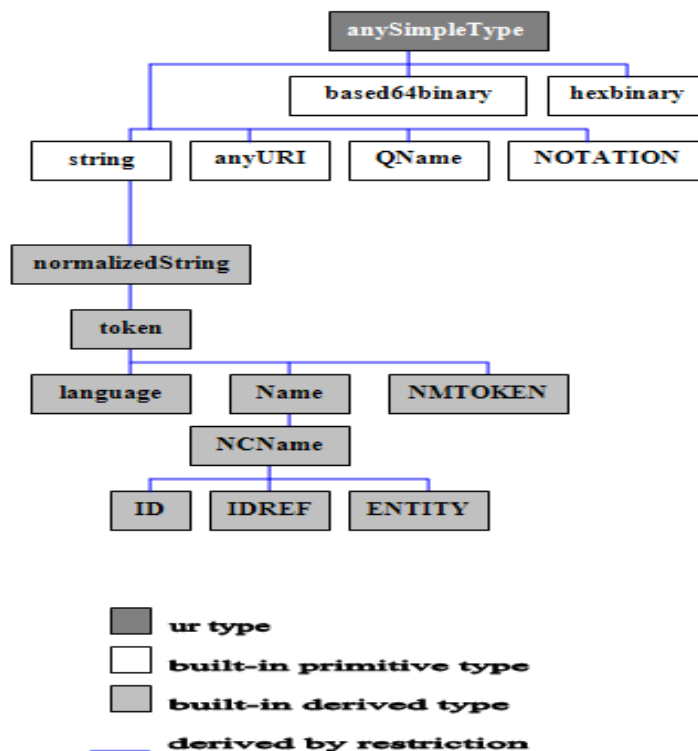 anySimpleType
based64binary hexbinary
string anyURI QName NOTATION
normalizedString
token
language Name NMTOKEN
NCName
ID IDREF ENTITY
ur type
built-in primitive type
built-in derived type
derived by restriction